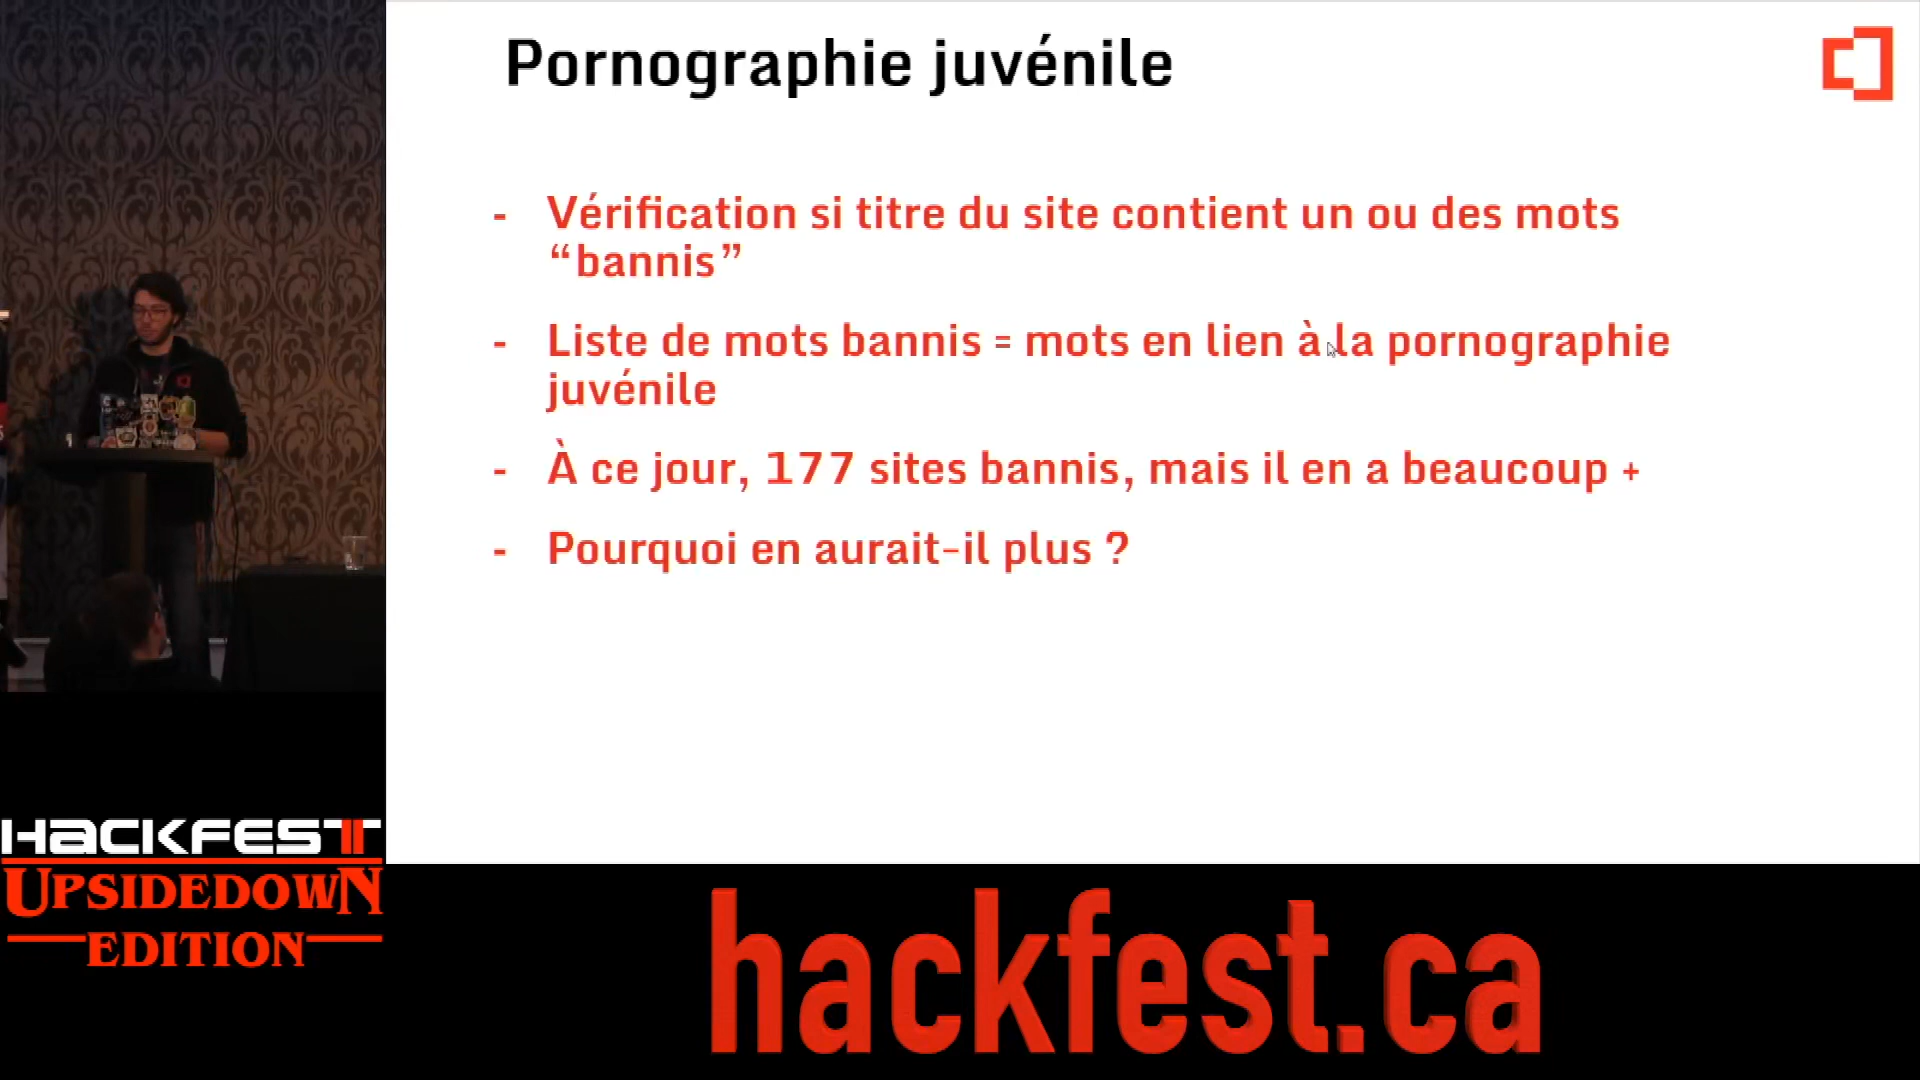 Pornographie juvénile
- Vérification si titre du site contient un ou des mots
“bannis”
- Liste de mots bannis = mots en lien à la pornographie
juvénile
- À ce jour, 177 sites bannis, mais il en a beaucoup +
- Pourquoi en aurait-il plus ?
HACKFEST
UPSIDEDOWN
EDITION
hackfest.ca